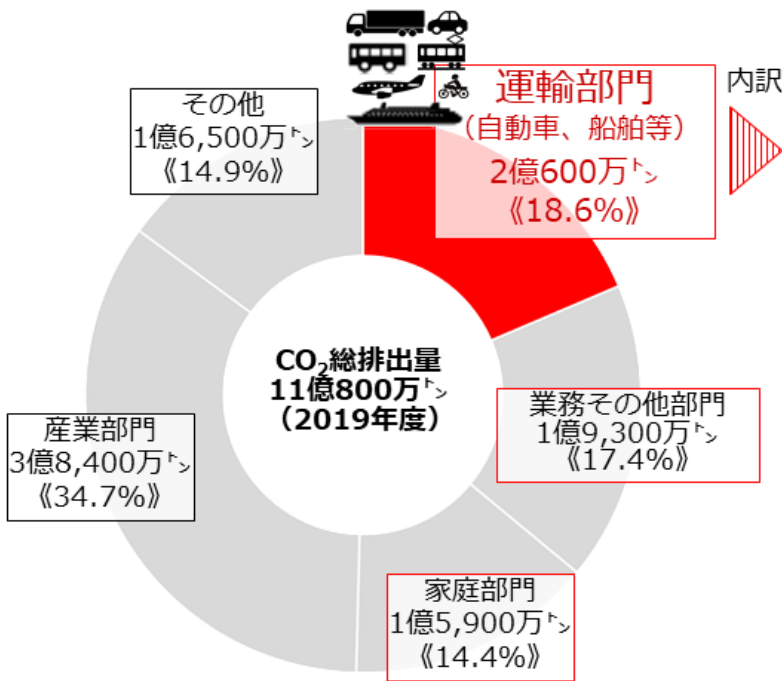 運輸部門
（自動車、船舶等）
2億600万㌧
《18.6%》
内訳
その他
1億6,500万㌧
《14.9%》
CO₂総排出量
11億800万㌧
（2019年度）
業務その他部門
1億9,300万㌧
《17.4%》
産業部門
3億8,400万㌧
《34.7%》
家庭部門
1億5,900万㌧
《14.4%》